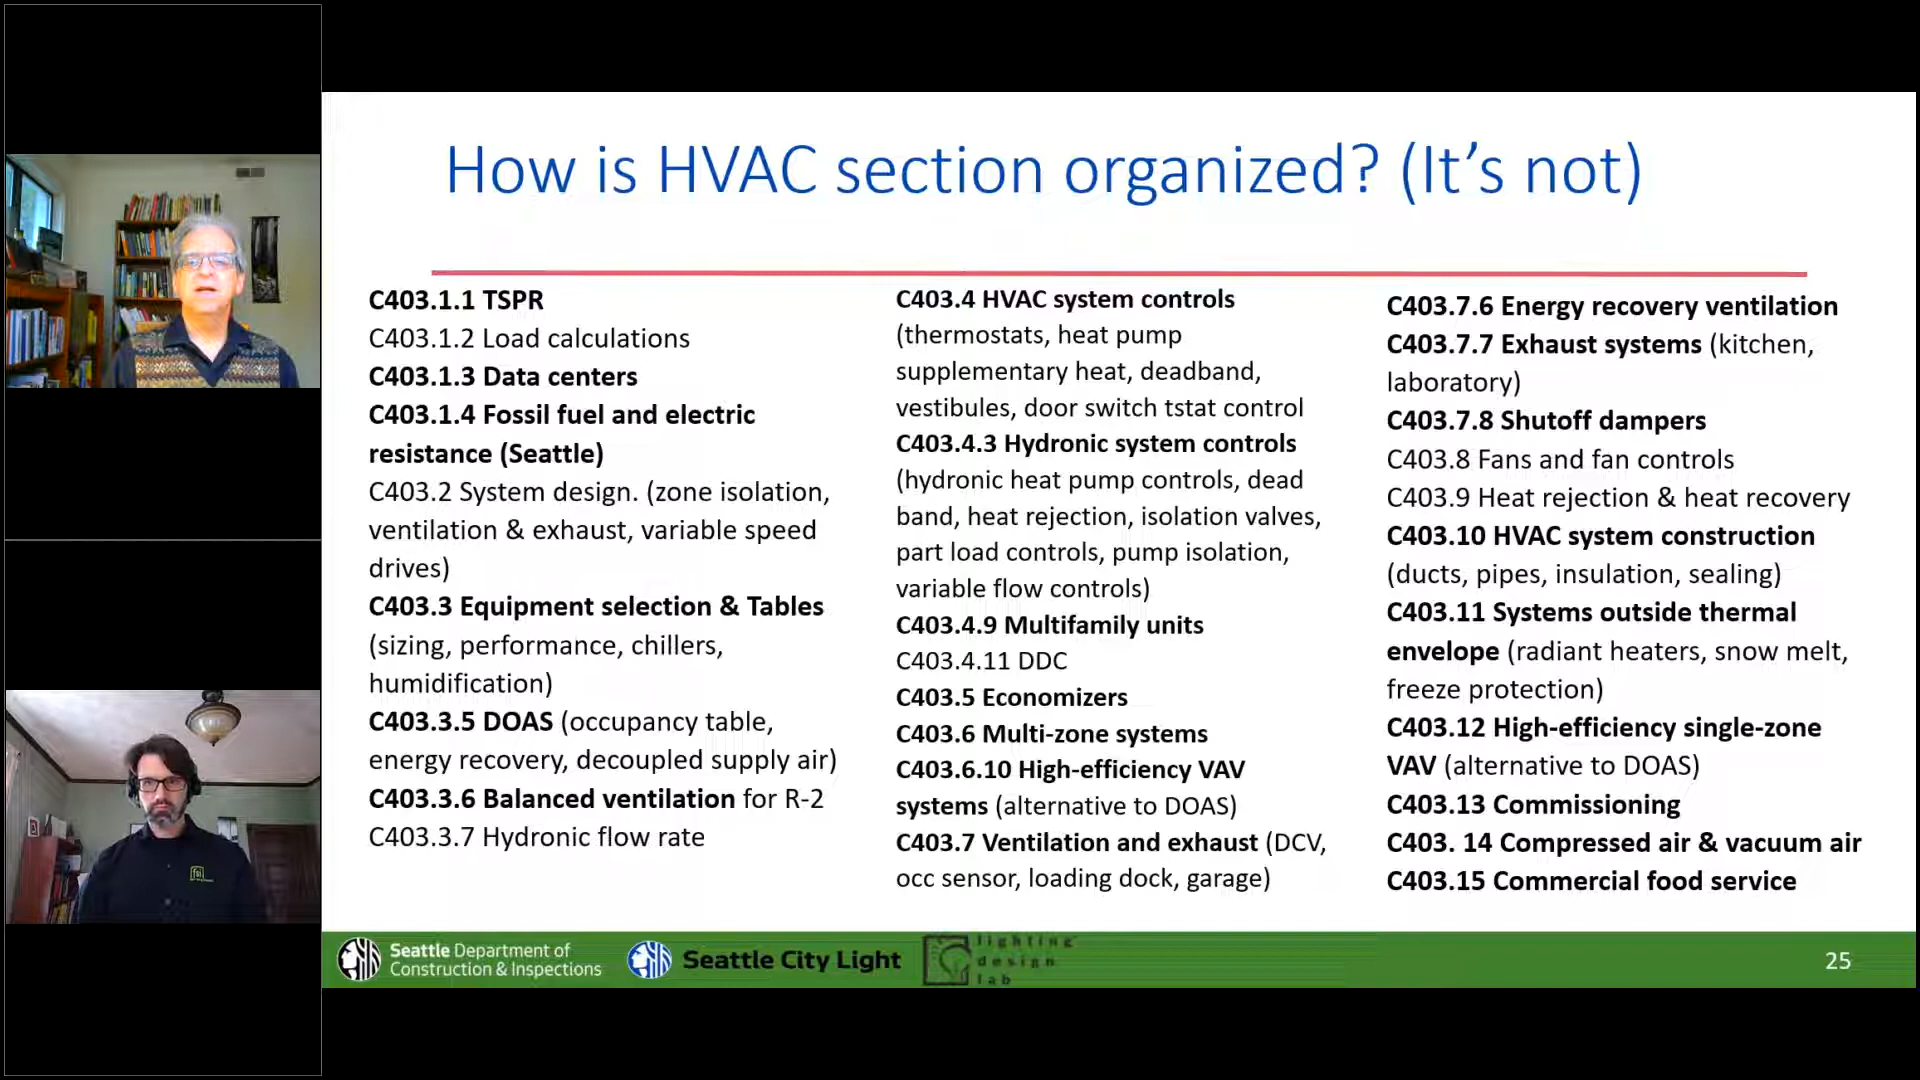 How is HVAC section organized? (It's not)
C403.1.1 TSPR
C403.1.2 Load calculations
C403.1.3 Data centers
C403.1.4 Fossil fuel and electric
resistance (Seattle)
C403.2 System design. (zone isolation,
ventilation & exhaust, variable speed
drives)
C403.3 Equipment selection & Tables
(sizing, performance, chillers,
humidification)
C403.3.5 DOAS (occupancy table,
energy recovery, decoupled supply air)
C403.3.6 Balanced ventilation for R-2
C403.3.7 Hydronic flow rate
C403.4 HVAC system controls
(thermostats, heat pump
supplementary heat, deadband,
vestibules, door switch tstat control
C403.4.3 Hydronic system controls
(hydronic heat pump controls, dead
band, heat rejection, isolation valves,
part load controls, pump isolation,
variable flow controls)
C403.4.9 Multifamily units
C403.4.11 DDC
C403.5 Economizers
C403.6 Multi-zone systems
C403.6.10 High-efficiency VAV
systems (alternative to DOAS)
C403.7 Ventilation and exhaust (DCV,
occ sensor, loading dock, garage)
C403.7.6 Energy recovery ventilation
C403.7.7 Exhaust systems (kitchen,
laboratory)
C403.7.8 Shutoff dampers
C403.8 Fans and fan controls
C403.9 Heat rejection & heat recovery
C403.10 HVAC system construction
(ducts, pipes, insulation, sealing)
C403.11 Systems outside thermal
envelope (radiant heaters, snow melt,
freeze protection)
C403.12 High-efficiency single-zone
VAV (alternative to DOAS)
C403.13 Commissioning
C403. 14 Compressed air & vacuum air
C403.15 Commercial food service
Seattle Department of
Construction & Inspections
Seattle City Light
lighting
design
lab
25
fsi